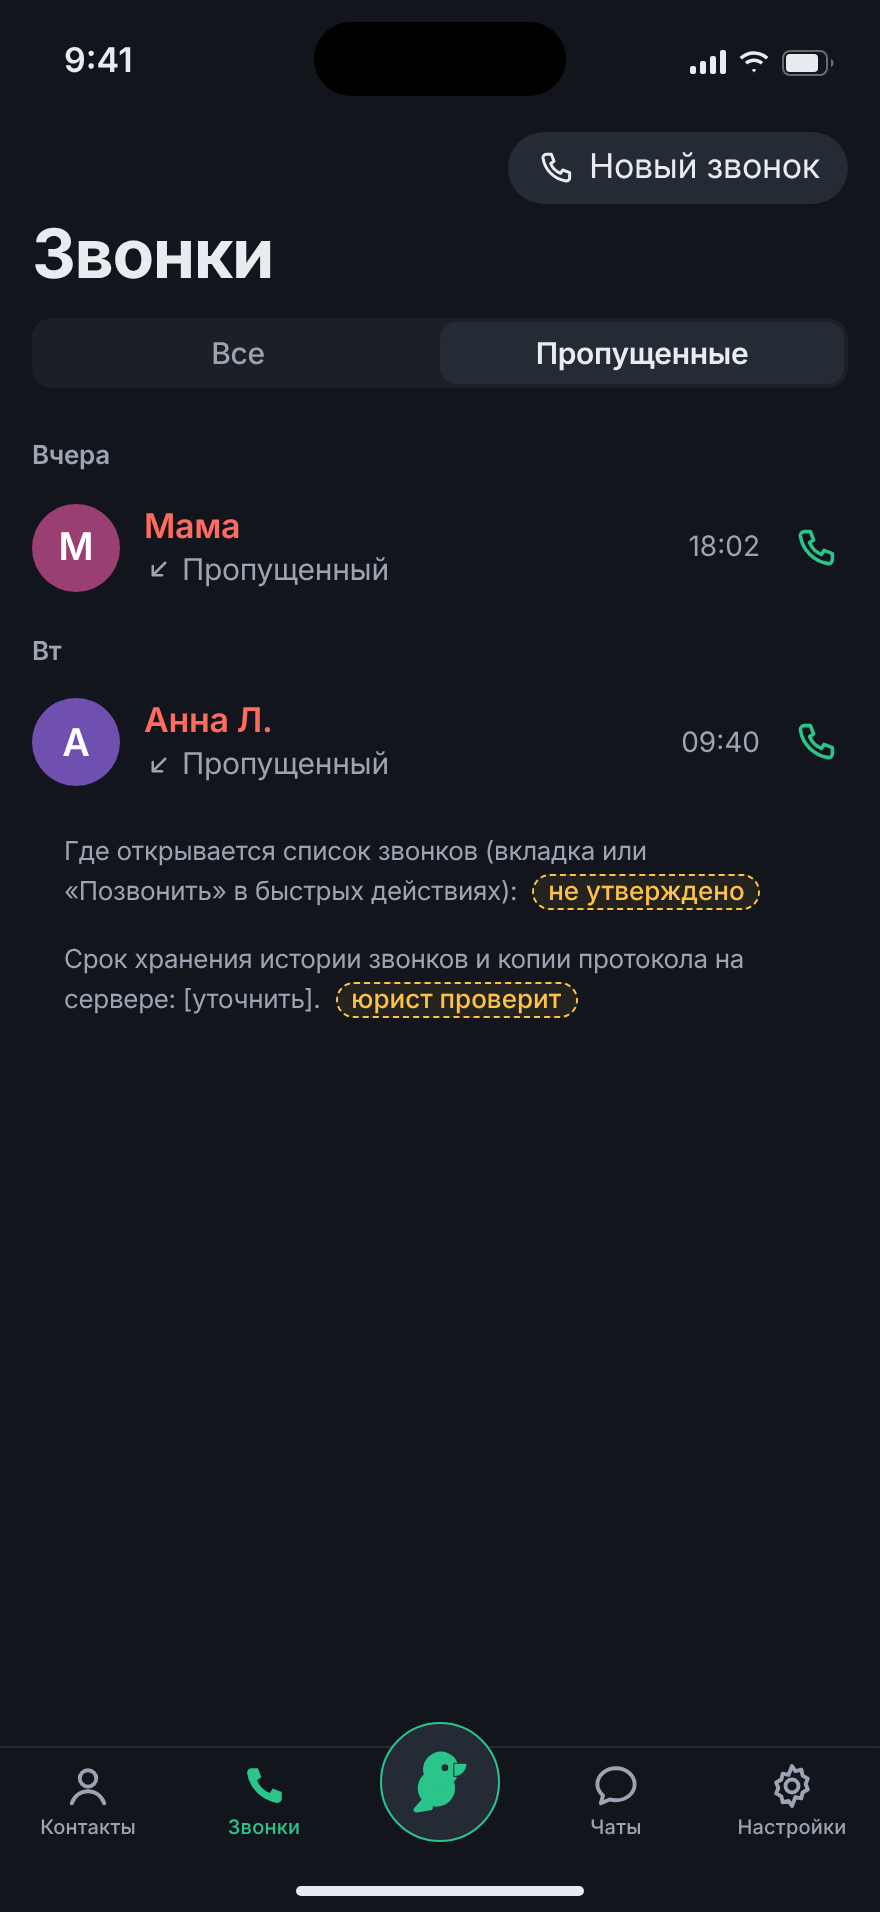 9:41
Новый звонок
Звонки
Все
Пропущенные
Вчера
М
Мама
Пропущенный
18:02
Вт
А
Анна Л.
Пропущенный
09:40
Где открывается список звонков (вкладка или
«Позвонить» в быстрых действиях): не утверждено
Срок хранения истории звонков и копии протокола на
сервере: [уточнить]. юрист проверит
Контакты
Звонки
Чаты
Настройки